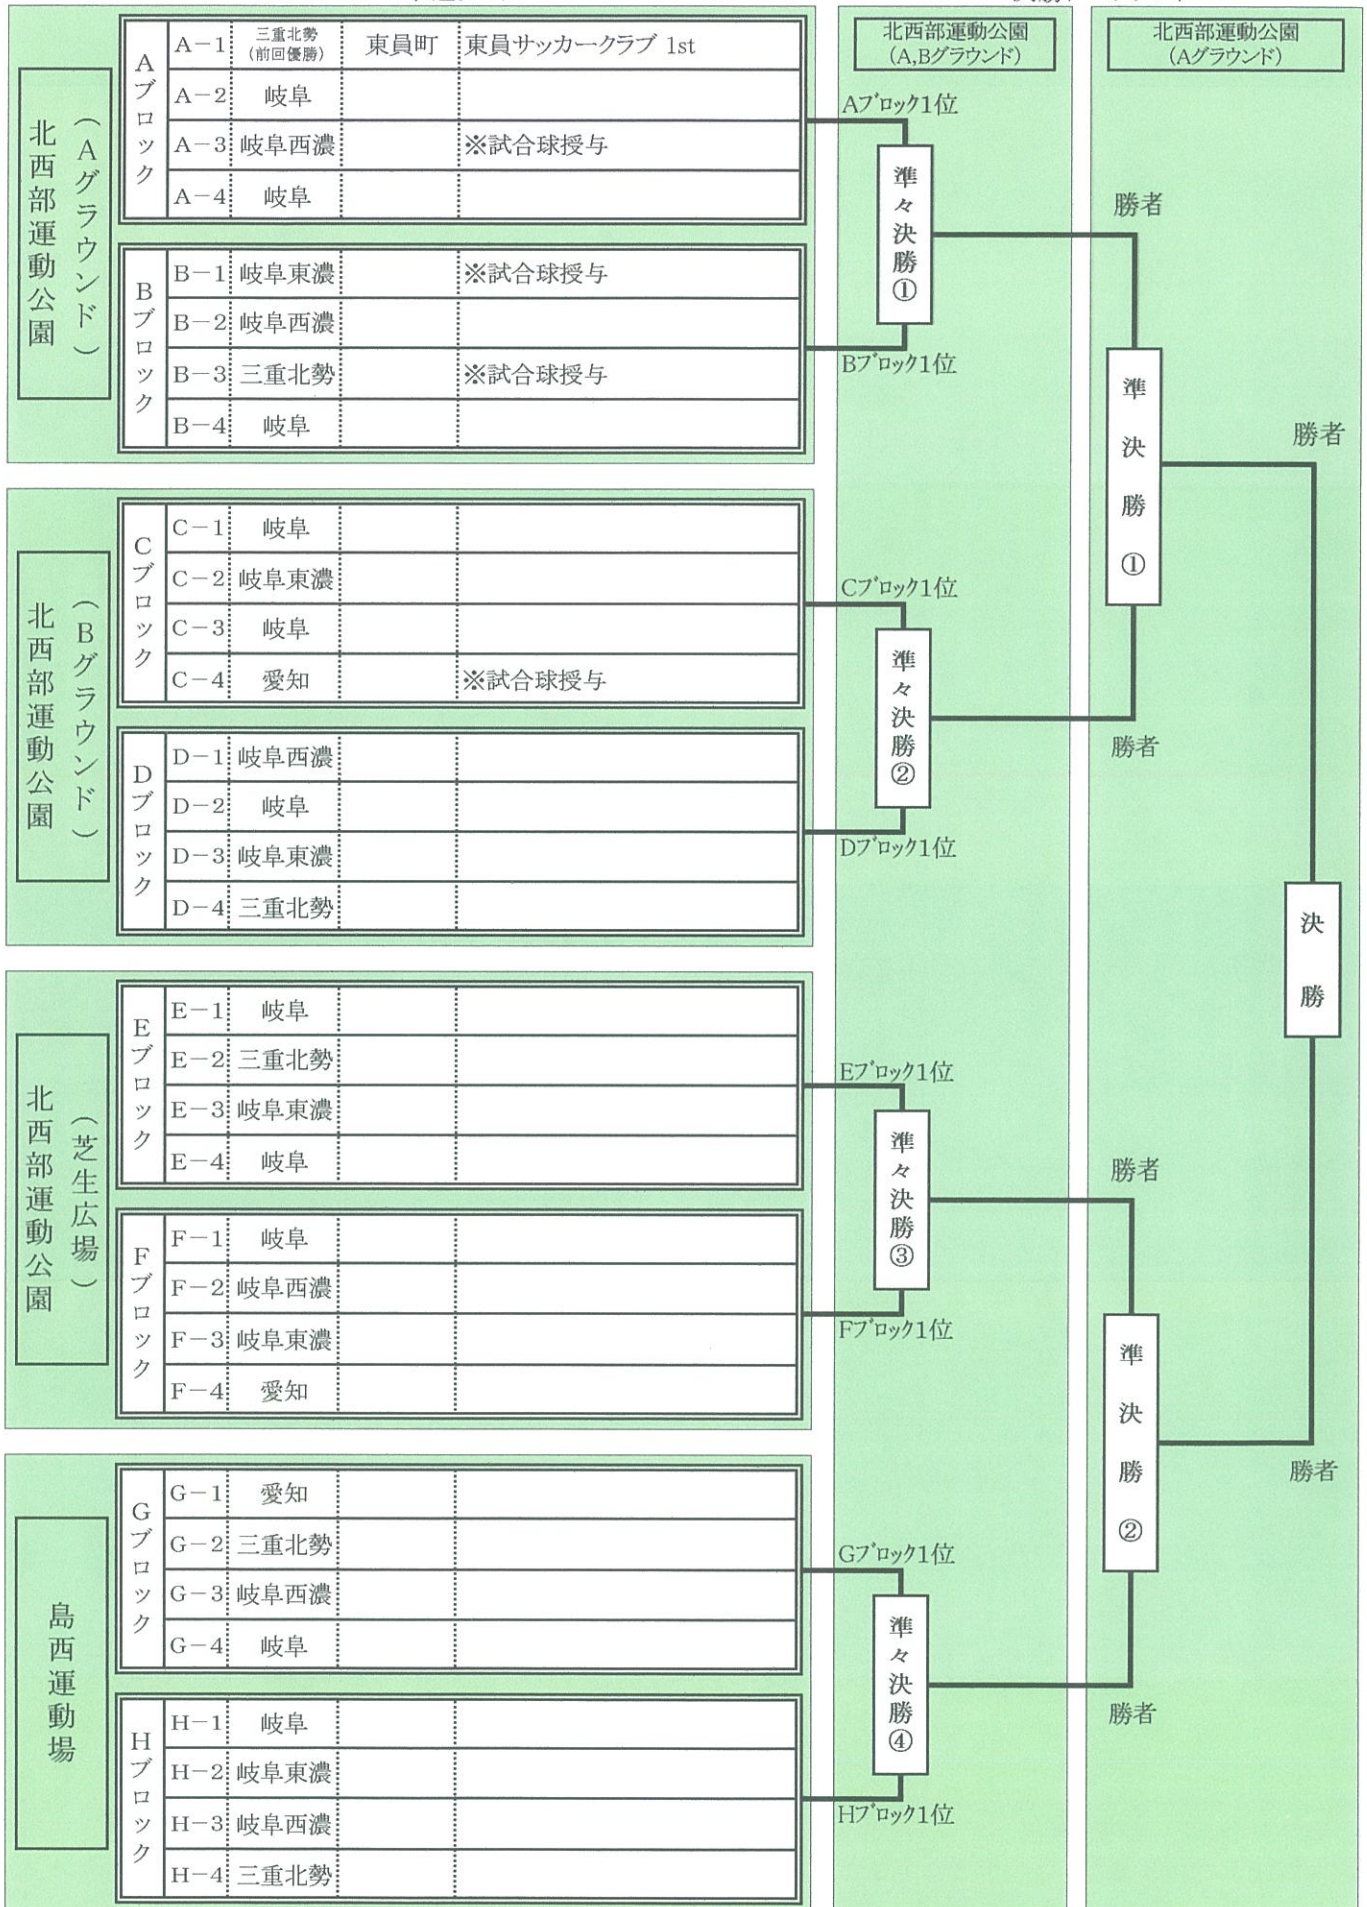 北西部運動公園
（Aグラウンド）
Aブロック
A－1 三重北勢(前回優勝) 東員町 東員サッカークラブ 1st
A－2 岐阜
A－3 岐阜西濃 ※試合球授与
A－4 岐阜
Bブロック
B－1 岐阜東濃 ※試合球授与
B－2 岐阜西濃
B－3 三重北勢 ※試合球授与
B－4 岐阜
北西部運動公園
（Bグラウンド）
Cブロック
C－1 岐阜
C－2 岐阜東濃
C－3 岐阜
C－4 愛知 ※試合球授与
Dブロック
D－1 岐阜西濃
D－2 岐阜
D－3 岐阜東濃
D－4 三重北勢
北西部運動公園
（芝生広場）
Eブロック
E－1 岐阜
E－2 三重北勢
E－3 岐阜東濃
E－4 岐阜
Fブロック
F－1 岐阜
F－2 岐阜西濃
F－3 岐阜東濃
F－4 愛知
島西運動場
Gブロック
G－1 愛知
G－2 三重北勢
G－3 岐阜西濃
G－4 岐阜
Hブロック
H－1 岐阜
H－2 岐阜東濃
H－3 岐阜西濃
H－4 三重北勢
北西部運動公園
（A,Bグラウンド）
Aブロック1位
準々決勝①
Bブロック1位
Cブロック1位
準々決勝②
Dブロック1位
Eブロック1位
準々決勝③
Fブロック1位
Gブロック1位
準々決勝④
Hブロック1位
北西部運動公園
（Aグラウンド）
勝者
準決勝①
勝者
勝者
準決勝②
勝者
勝者
決勝
勝者